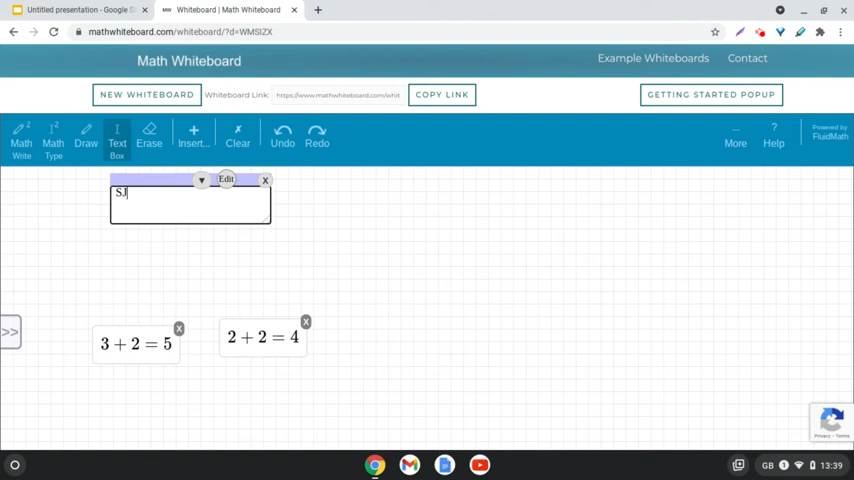 Untitled presentation - Google S
Whiteboard | Math Whiteboard
mathwhiteboard.com/whiteboard/?d=WMSIZX
Math Whiteboard
Example Whiteboards
Contact
NEW WHITEBOARD
Whiteboard Link:
https://www.mathwhiteboard.com/whit
COPY LINK
GETTING STARTED POPUP
Math Write
Math Type
Draw
Text Box
Erase
Insert...
Clear
Undo
Redo
More
Help
Powered by
FluidMath
Edit
X
SJ
>>
3 + 2 = 5
X
2 + 2 = 4
X
Privacy - Terms
GB
1
13:39